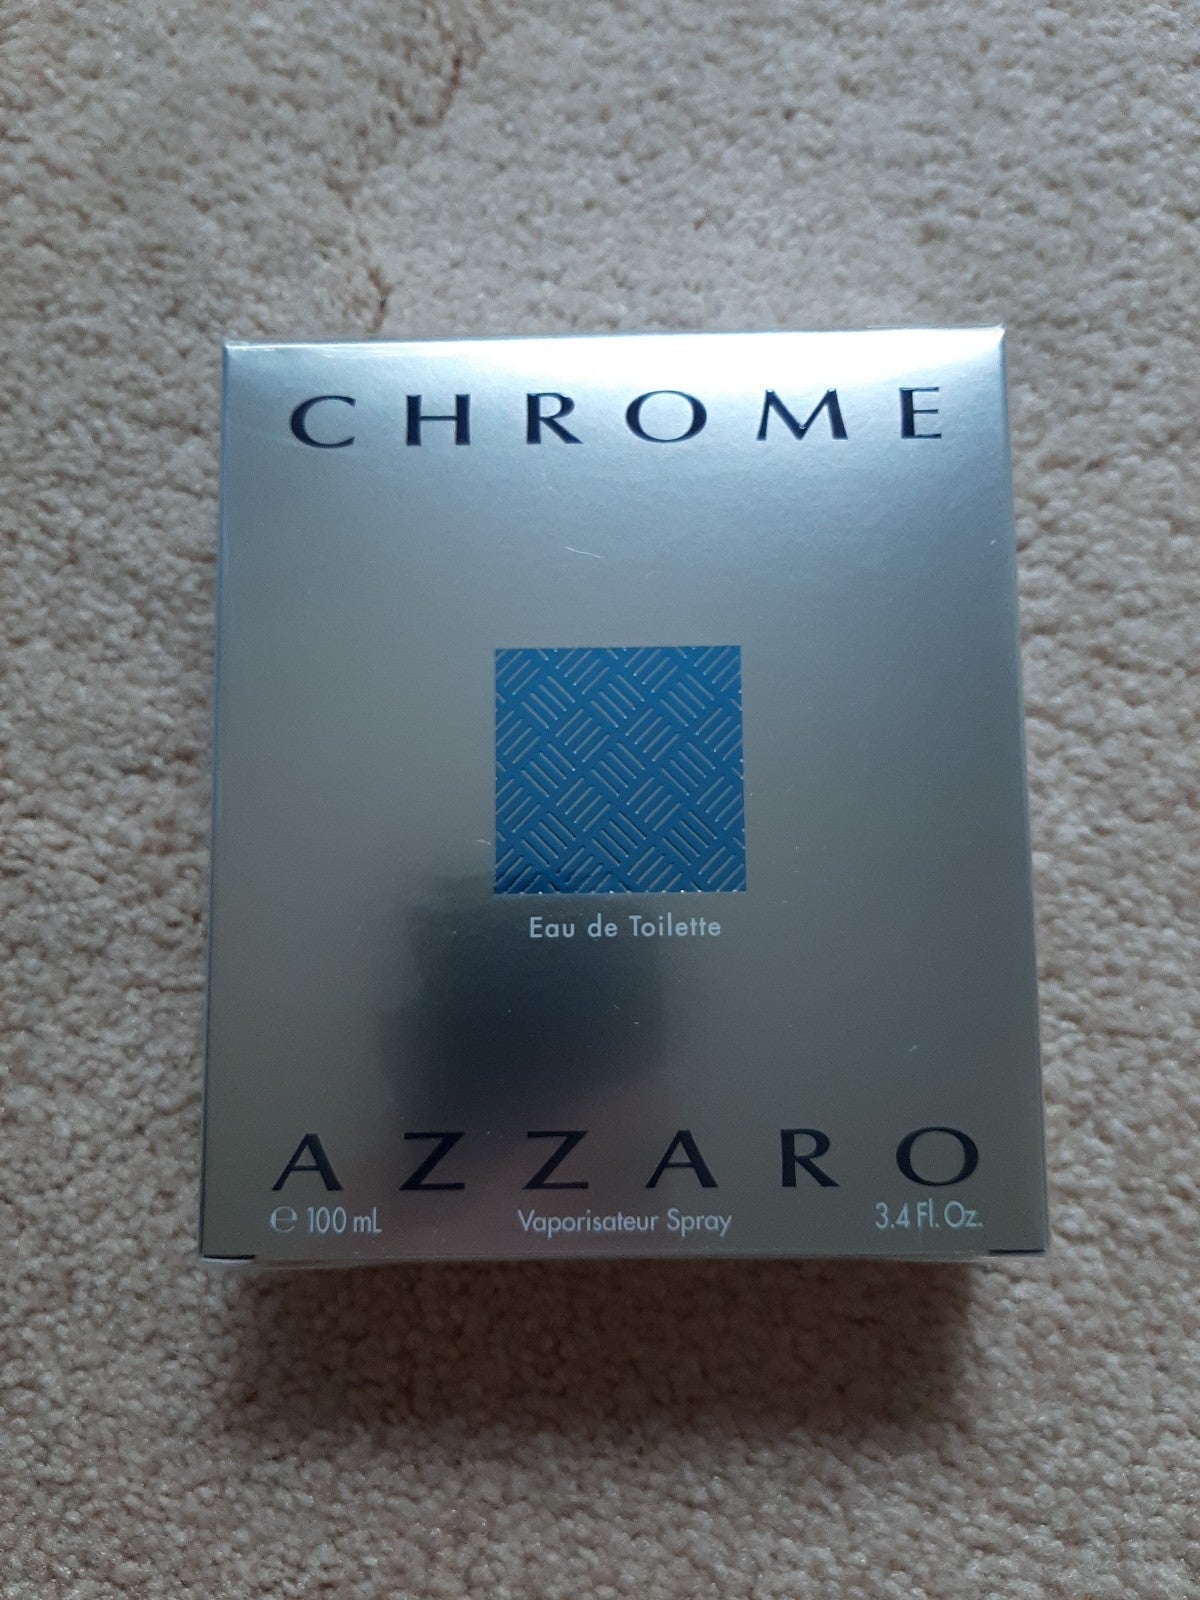 CHROME
Eau de Toilette
AZZARO
℮ 100 mL Vaporisateur Spray 3.4 Fl. Oz.